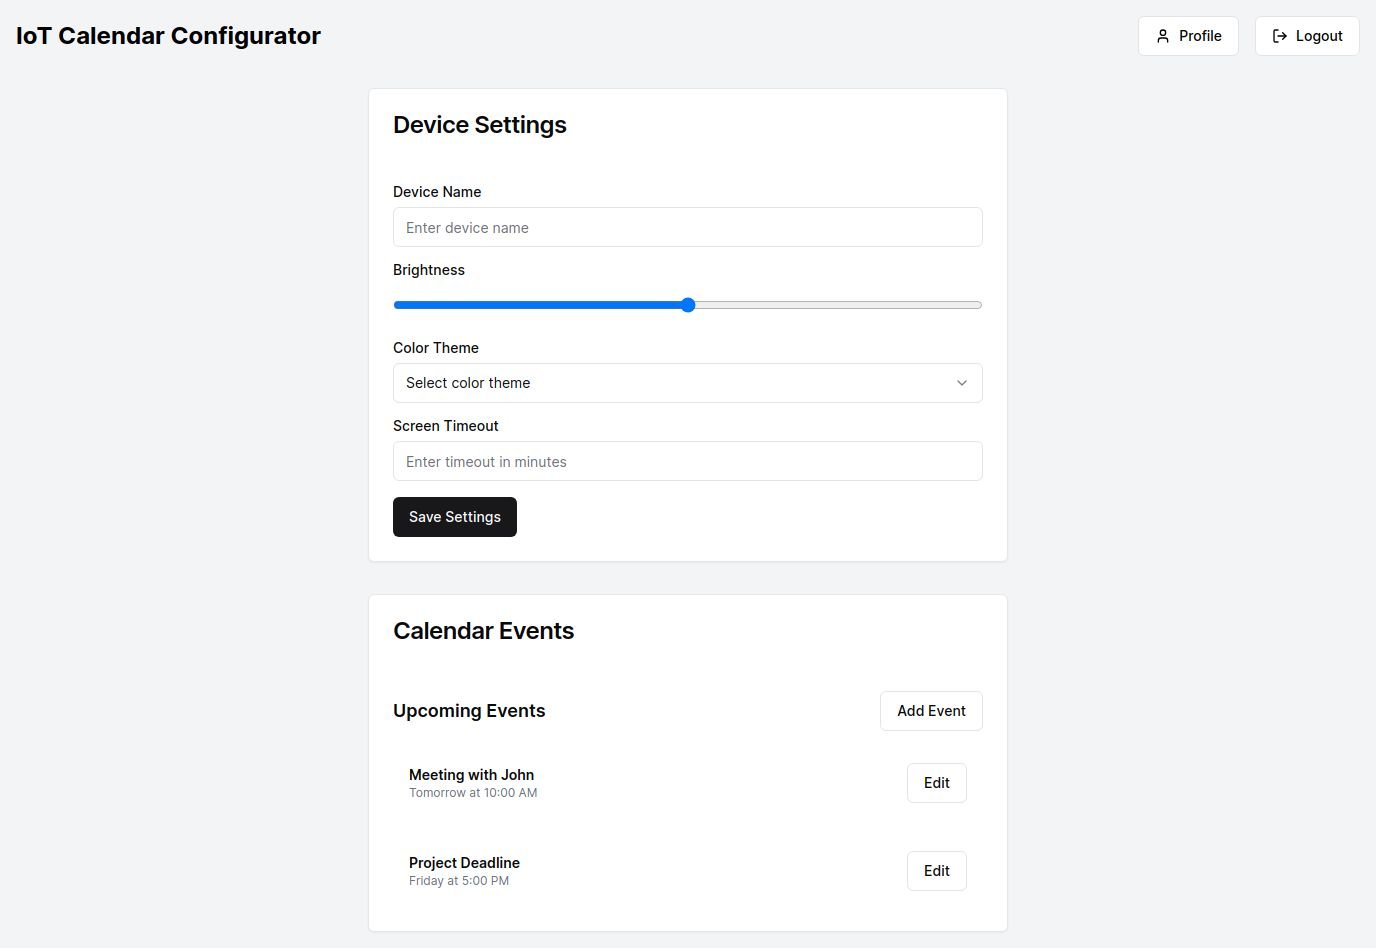 IoT Calendar Configurator
Profile
Logout
Device Settings
Device Name
Enter device name
Brightness
Color Theme
Select color theme
Screen Timeout
Enter timeout in minutes
Save Settings
Calendar Events
Upcoming Events
Add Event
Meeting with John
Tomorrow at 10:00 AM
Edit
Project Deadline
Friday at 5:00 PM
Edit